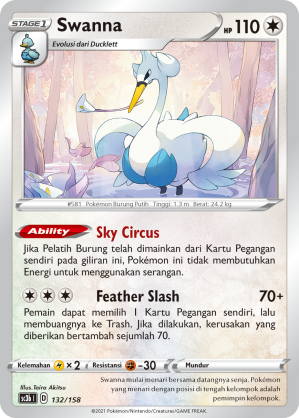 STAGE 1
Swanna
HP 110
Evolusi dari Ducklett
#581 Pokémon Burung Putih Tinggi: 1.3 m Berat: 24.2 kg
Ability Sky Circus
Jika Pelatih Burung telah dimainkan dari Kartu Pegangan
sendiri pada giliran ini, Pokémon ini tidak membutuhkan
Energi untuk menggunakan serangan.
Feather Slash 70+
Pemain dapat memilih 1 Kartu Pegangan sendiri, lalu
membuangnya ke Trash. Jika dilakukan, kerusakan yang
diberikan bertambah sejumlah 70.
Kelemahan ×2 Resistansi -30 Mundur
Illus. Taira Akitsu
sc3b I D 132/158
Swanna mulai menari bersama datangnya senja. Pokémon
yang menari dengan posisi di tengah kelompok adalah
pemimpin kelompok.
©2021 Pokémon/Nintendo/Creatures/GAME FREAK